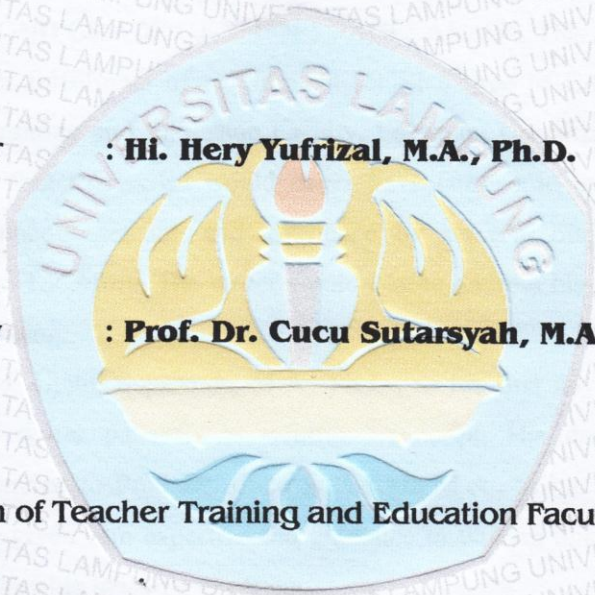 UNIVERSITAS LAMPUNG
: Hi. Hery Yufrizal, M.A., Ph.D.
: Prof. Dr. Cucu Sutarsyah, M.A
of Teacher Training and Education Facu